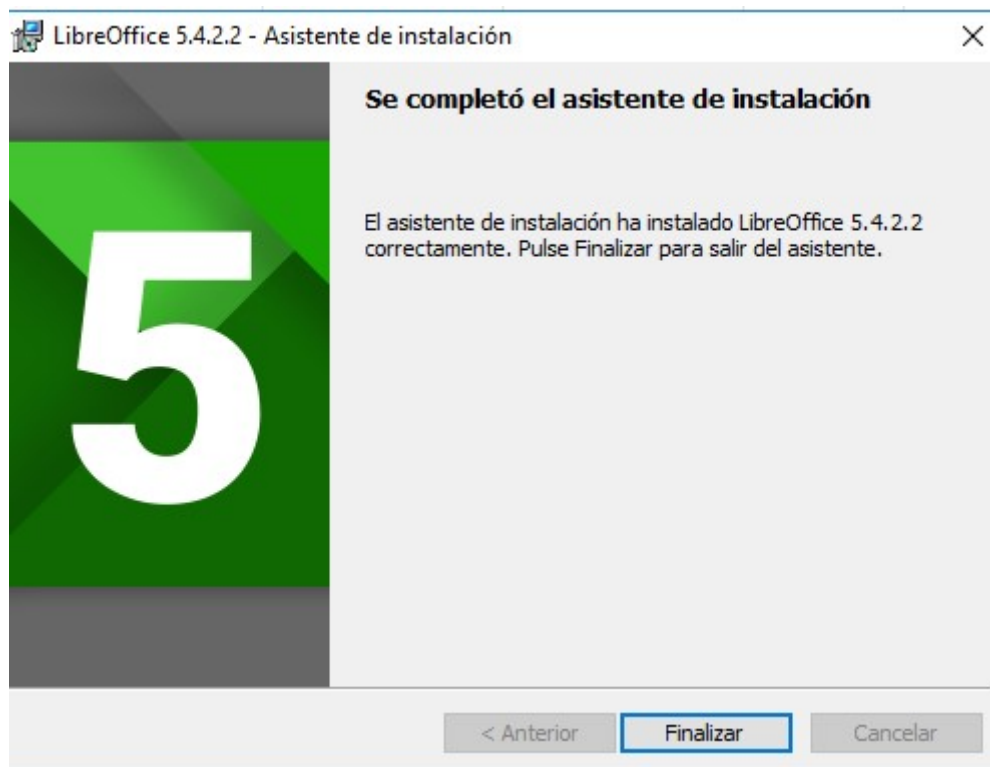 LibreOffice 5.4.2.2 - Asistente de instalación
Se completó el asistente de instalación
El asistente de instalación ha instalado LibreOffice 5.4.2.2
correctamente. Pulse Finalizar para salir del asistente.
5
< Anterior
Finalizar
Cancelar